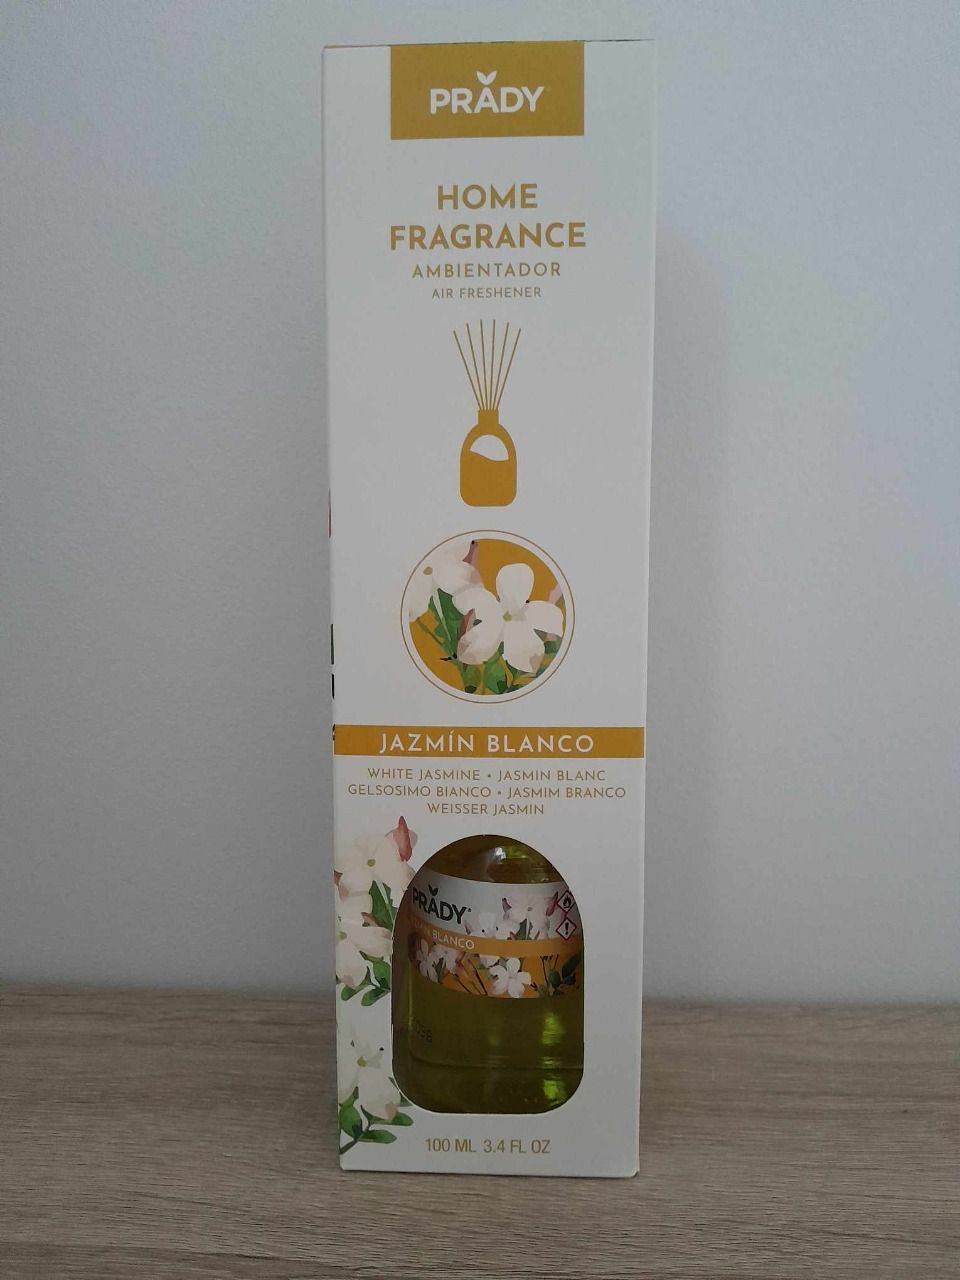 PRADY
HOME
FRAGRANCE
AMBIENTADOR
AIR FRESHENER
JAZMÍN BLANCO
WHITE JASMINE • JASMIN BLANC
GELSOSIMO BIANCO • JASMIM BRANCO
WEISSER JASMIN
PRADY
BLANCO
100 ML 3.4 FL OZ